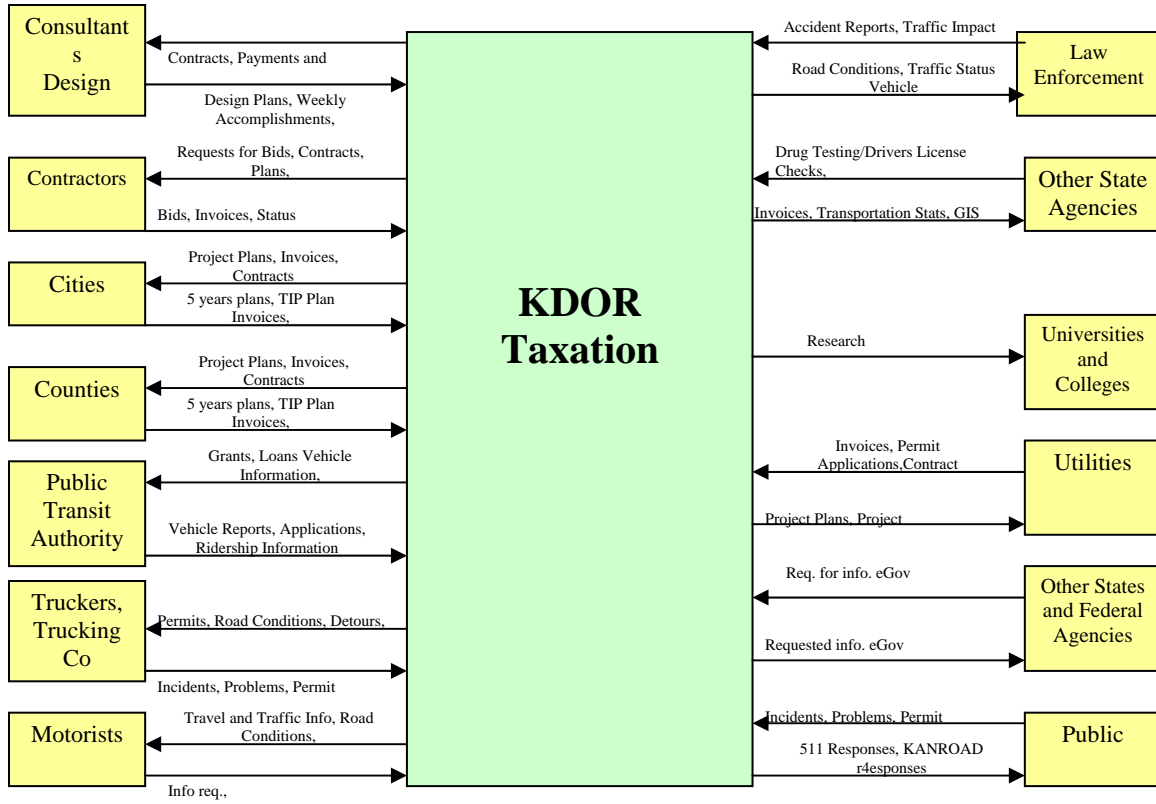 Consultant
s
Design
Contracts, Payments and
Design Plans, Weekly
Accomplishments,
Contractors
Requests for Bids, Contracts,
Plans,
Bids, Invoices, Status
Cities
Project Plans, Invoices,
Contracts
5 years plans, TIP Plan
Invoices,
Counties
Project Plans, Invoices,
Contracts
5 years plans, TIP Plan
Invoices,
Public
Transit
Authority
Grants, Loans Vehicle
Information,
Vehicle Reports, Applications,
Ridership Information
Truckers,
Trucking
Co
Permits, Road Conditions, Detours,
Incidents, Problems, Permit
Motorists
Travel and Traffic Info, Road
Conditions,
Info req.,
KDOR
Taxation
Accident Reports, Traffic Impact
Road Conditions, Traffic Status
Vehicle
Law
Enforcement
Drug Testing/Drivers License
Checks,
Invoices, Transportation Stats, GIS
Other State
Agencies
Research
Universities
and
Colleges
Invoices, Permit
Applications,Contract
Project Plans, Project
Utilities
Req. for info. eGov
Requested info. eGov
Other States
and Federal
Agencies
Incidents, Problems, Permit
511 Responses, KANROAD
r4esponses
Public